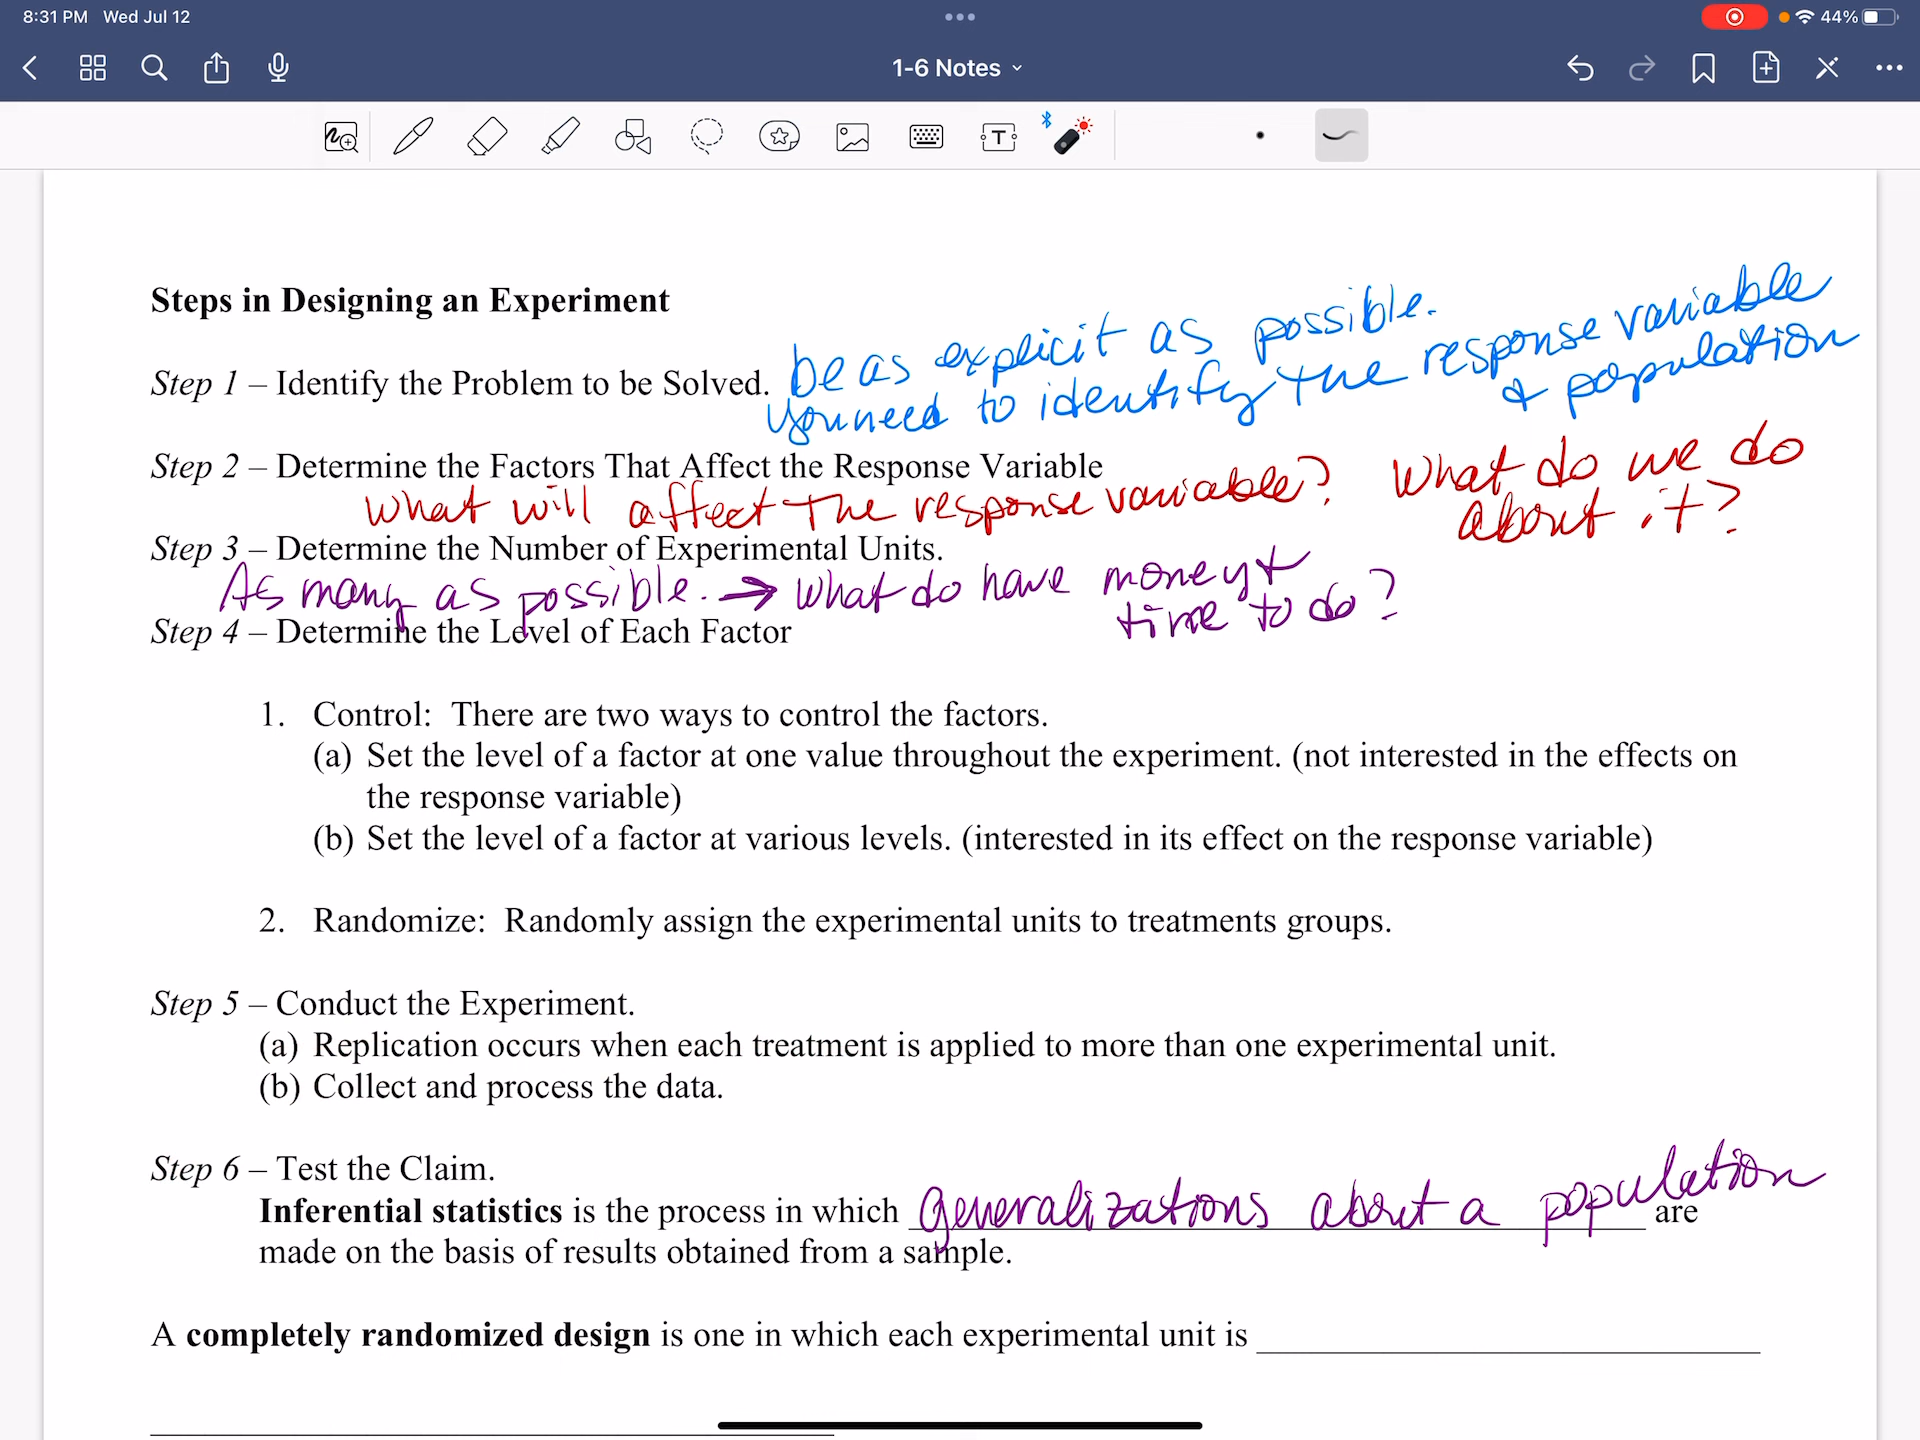 8:31 PM Wed Jul 12
44%
1-6 Notes
T
Steps in Designing an Experiment
Step 1 – Identify the Problem to be Solved. be as explicit as possible.
you need to identify the response variable
& population
Step 2 – Determine the Factors That Affect the Response Variable
What will affect the response variable? What do we do
about it?
Step 3 – Determine the Number of Experimental Units.
As many as possible. → What do have money +
time to do?
Step 4 – Determine the Level of Each Factor
1. Control: There are two ways to control the factors.
(a) Set the level of a factor at one value throughout the experiment. (not interested in the effects on
the response variable)
(b) Set the level of a factor at various levels. (interested in its effect on the response variable)
2. Randomize: Randomly assign the experimental units to treatments groups.
Step 5 – Conduct the Experiment.
(a) Replication occurs when each treatment is applied to more than one experimental unit.
(b) Collect and process the data.
Step 6 – Test the Claim.
Inferential statistics is the process in which generalizations about a population are
made on the basis of results obtained from a sample.
A completely randomized design is one in which each experimental unit is